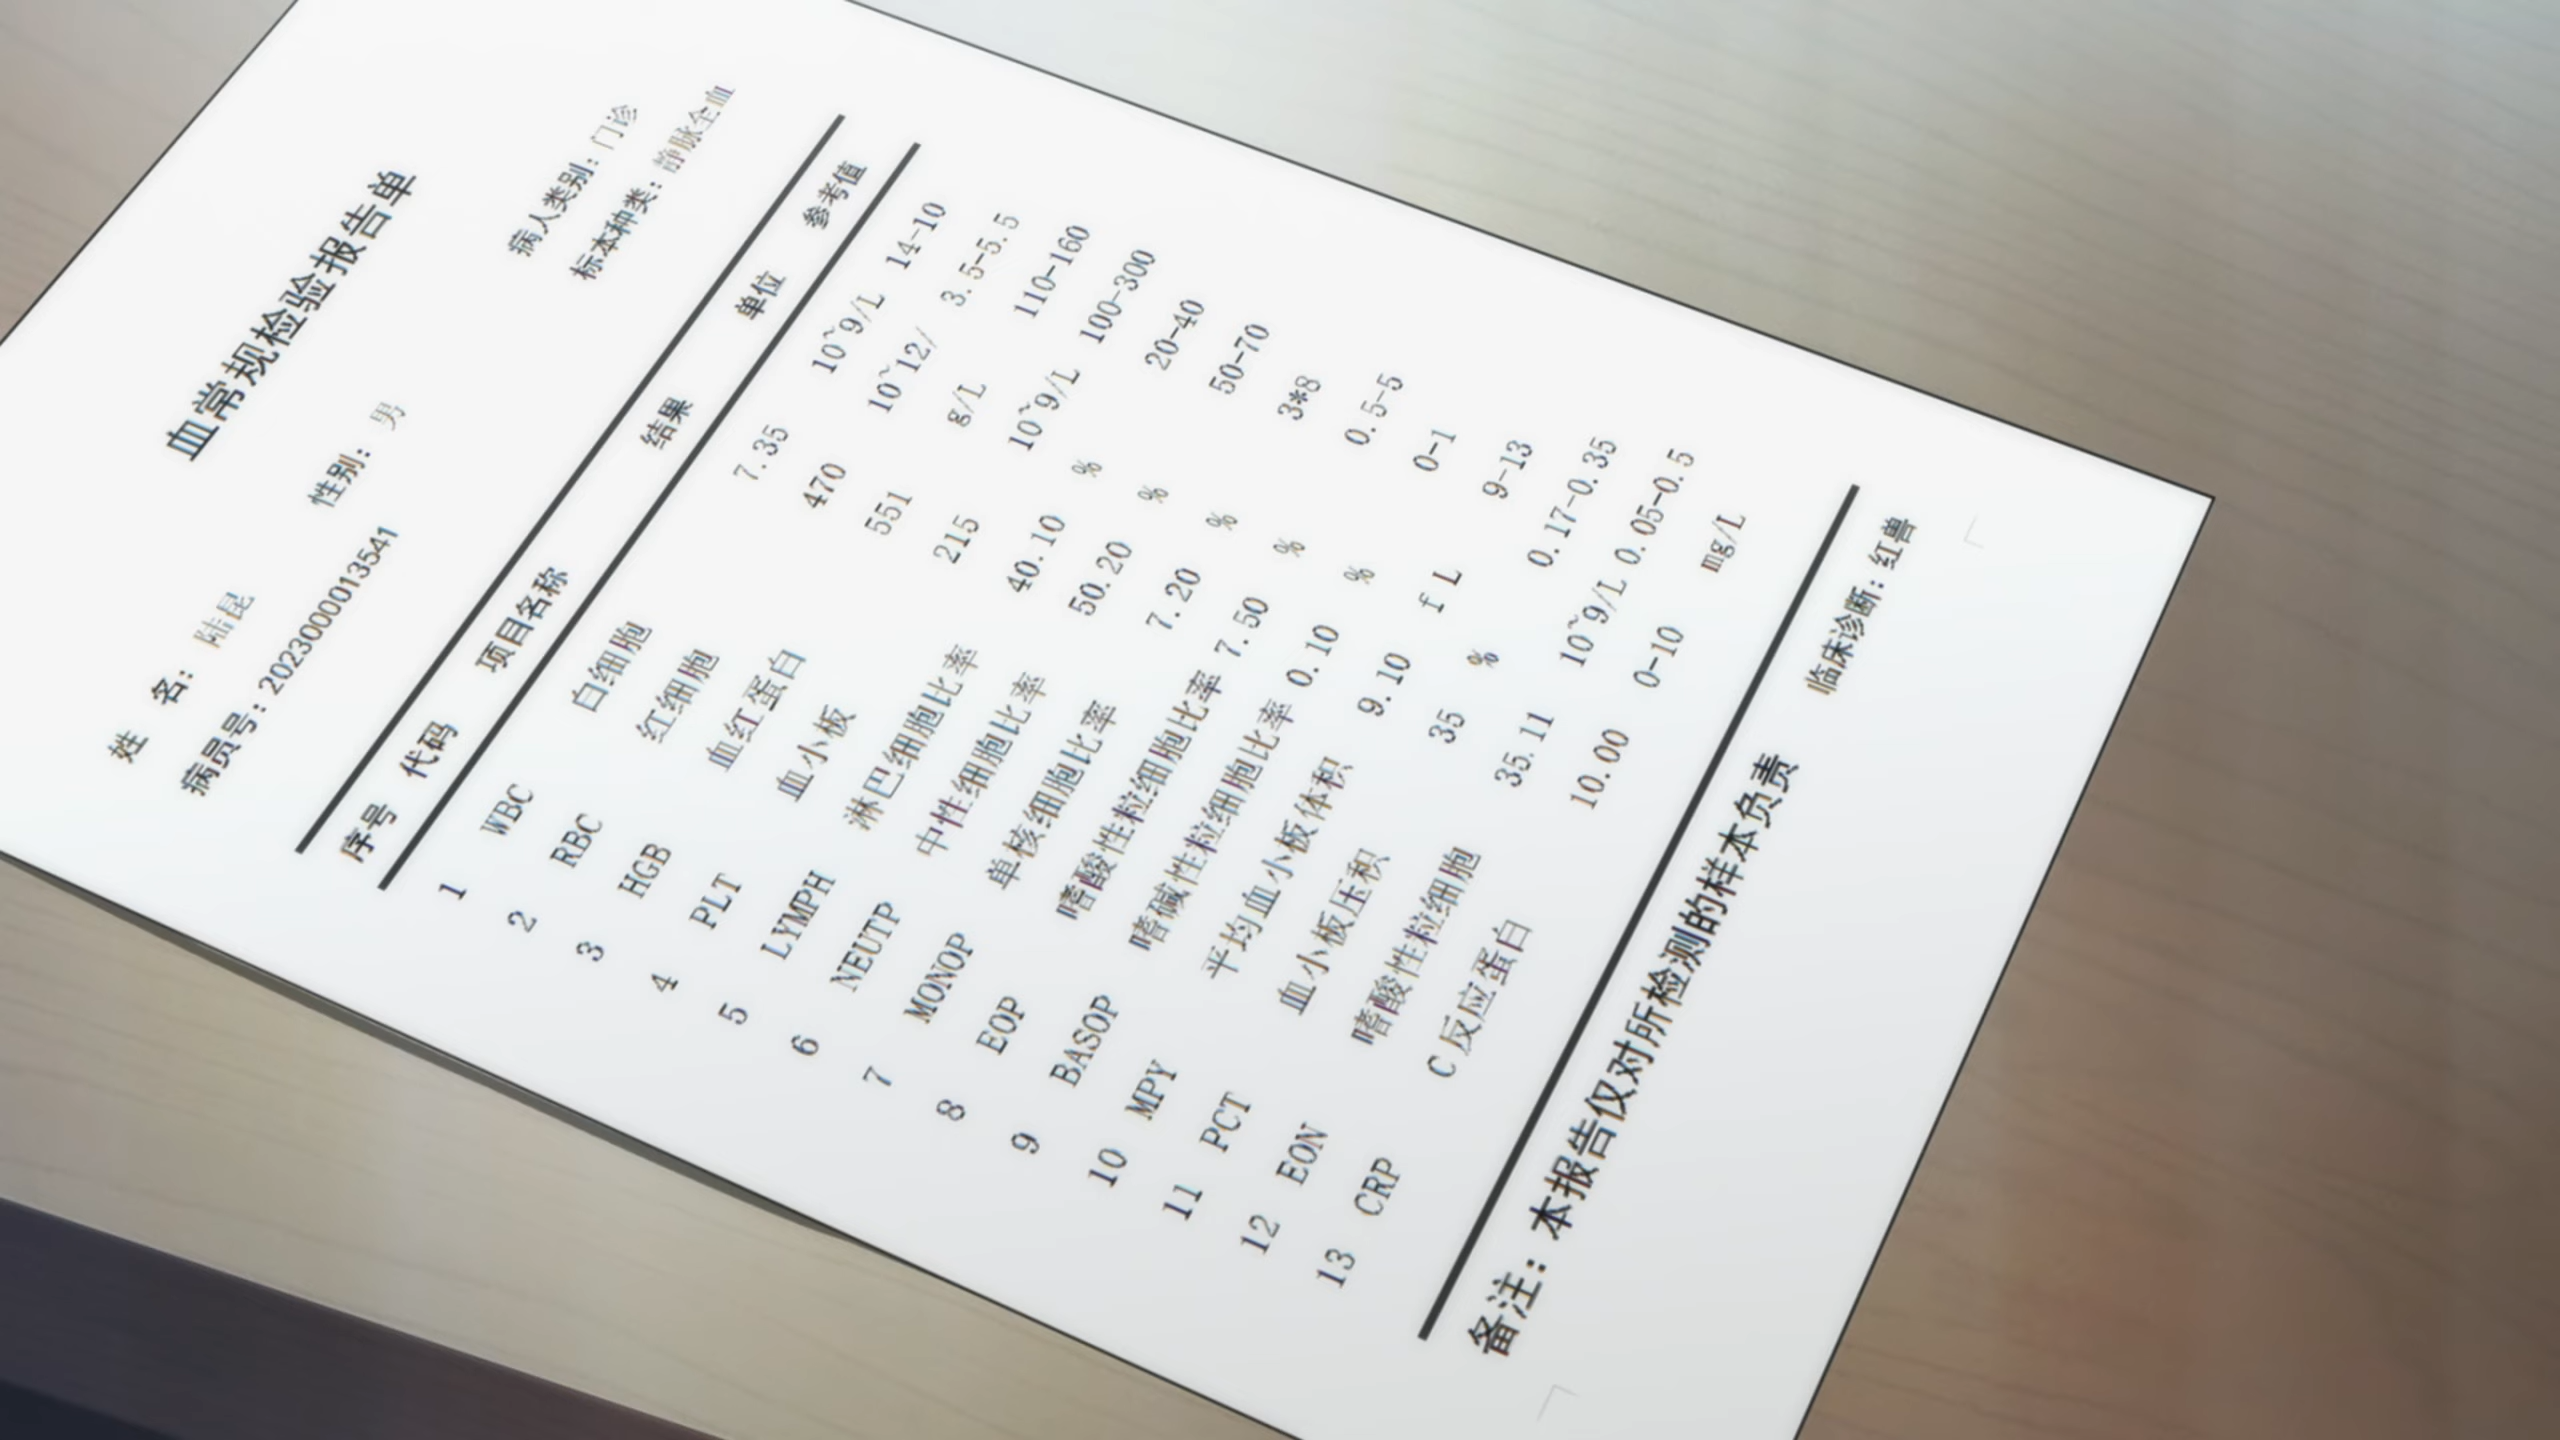 血常规检验报告单
姓 名： 陆昆 性别： 男 病人类别：门诊
病员号：2023000013541 标本种类：静脉全血
序号 代码 项目名称 结果 单位 参考值
1 WBC 白细胞 7.35 10~9/L 14-10
2 RBC 红细胞 470 10~12/ 3.5-5.5
3 HGB 血红蛋白 551 g/L 110-160
4 PLT 血小板 215 10~9/L 100-300
5 LYMPH 淋巴细胞比率 40.10 % 20-40
6 NEUTP 中性细胞比率 50.20 % 50-70
7 MONOP 单核细胞比率 7.20 % 3*8
8 EOP 嗜酸性粒细胞比率 7.50 % 0.5-5
9 BASOP 嗜碱性粒细胞比率 0.10 % 0-1
10 MPY 平均血小板体积 9.10 f L 9-13
11 PCT 血小板压积 35 % 0.17-0.35
12 EON 嗜酸性粒细胞 35.11 10~9/L 0.05-0.5
13 CRP C反应蛋白 10.00 0-10 mg/L
备注：本报告仅对所检测的样本负责 临床诊断：红兽